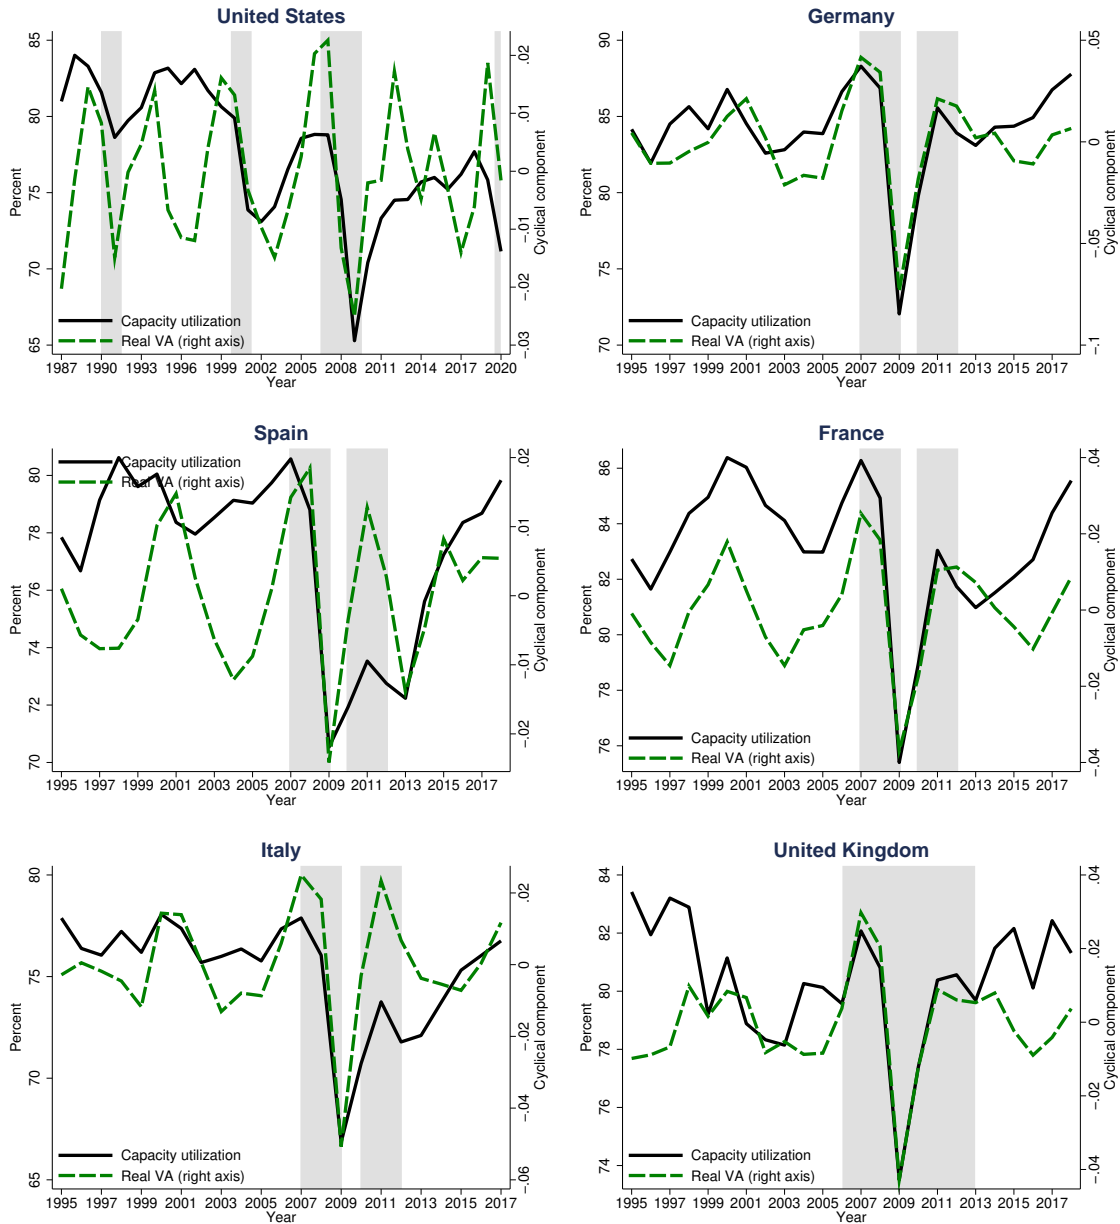 United States
Percent
85
80
75
70
65
.02
.01
0
-.01
-.02
-.03
Cyclical component
Capacity utilization
Real VA (right axis)
1987 1990 1993 1996 1999 2002 2005 2008 2011 2014 2017 2020
Year
Germany
Percent
90
85
80
75
70
.05
0
-.05
-.1
Cyclical component
Capacity utilization
Real VA (right axis)
1995 1997 1999 2001 2003 2005 2007 2009 2011 2013 2015 2017
Year
Spain
Percent
80
78
76
74
72
70
.02
.01
0
-.01
-.02
Cyclical component
Capacity utilization
Real VA (right axis)
1995 1997 1999 2001 2003 2005 2007 2009 2011 2013 2015 2017
Year
France
Percent
86
84
82
80
78
76
.04
.02
0
-.02
-.04
Cyclical component
Capacity utilization
Real VA (right axis)
1995 1997 1999 2001 2003 2005 2007 2009 2011 2013 2015 2017
Year
Italy
Percent
80
75
70
65
.02
0
-.02
-.04
-.06
Cyclical component
Capacity utilization
Real VA (right axis)
1995 1997 1999 2001 2003 2005 2007 2009 2011 2013 2015 2017
Year
United Kingdom
Percent
84
82
80
78
76
74
.04
.02
0
-.02
-.04
Cyclical component
Capacity utilization
Real VA (right axis)
1995 1997 1999 2001 2003 2005 2007 2009 2011 2013 2015 2017
Year